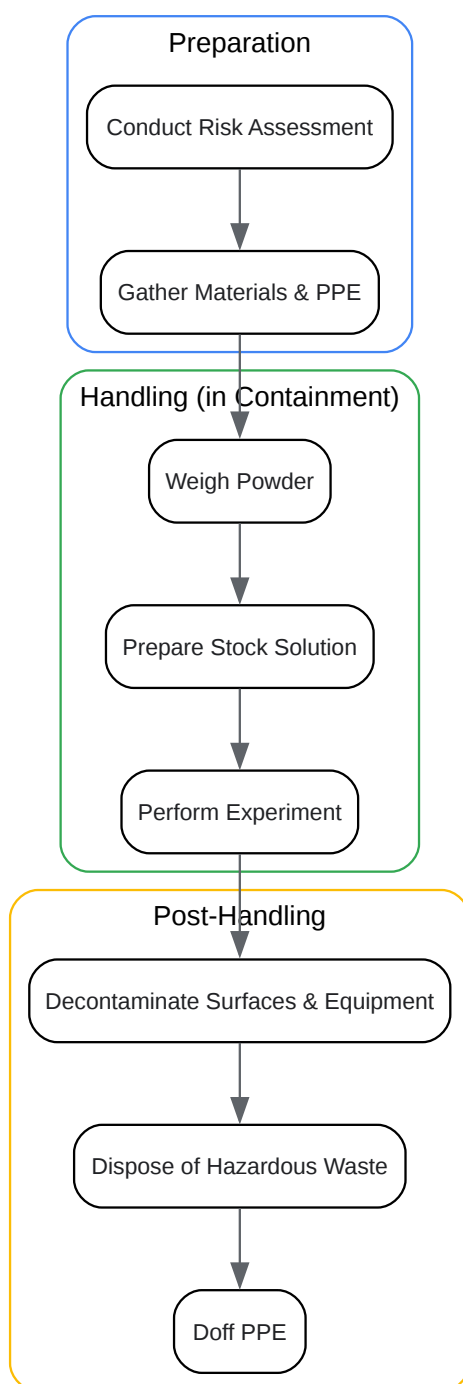 Preparation
Conduct Risk Assessment
Gather Materials & PPE
Handling (in Containment)
Weigh Powder
Prepare Stock Solution
Perform Experiment
Post-Handling
Decontaminate Surfaces & Equipment
Dispose of Hazardous Waste
Doff PPE